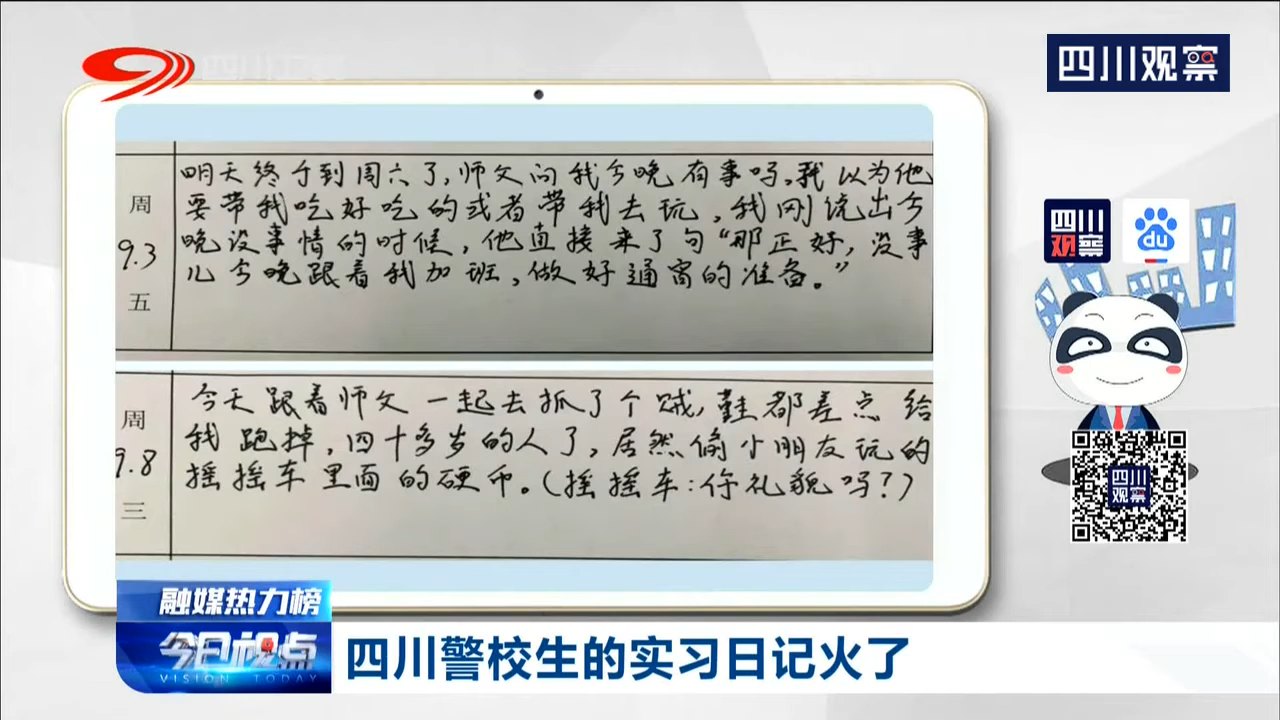 四川观察
周
9.3
五
明天终于到周六了,师父问我今晚有事吗。我以为他
要带我吃好吃的或者带我去玩,我刚说出今
晚没事情的时候,他直接来了句“那正好,没事
儿今晚跟着我加班,做好通宵的准备。”
周
9.8
三
今天跟着师父一起去抓了个贼,鞋都差点给
我跑掉,四十多岁的人了,居然偷小朋友玩的
摇摇车里面的硬币。(摇摇车:你礼貌吗?)
四川
观察
du
四川
观察
融媒热力榜
今日视点
VISION TODAY
四川警校生的实习日记火了